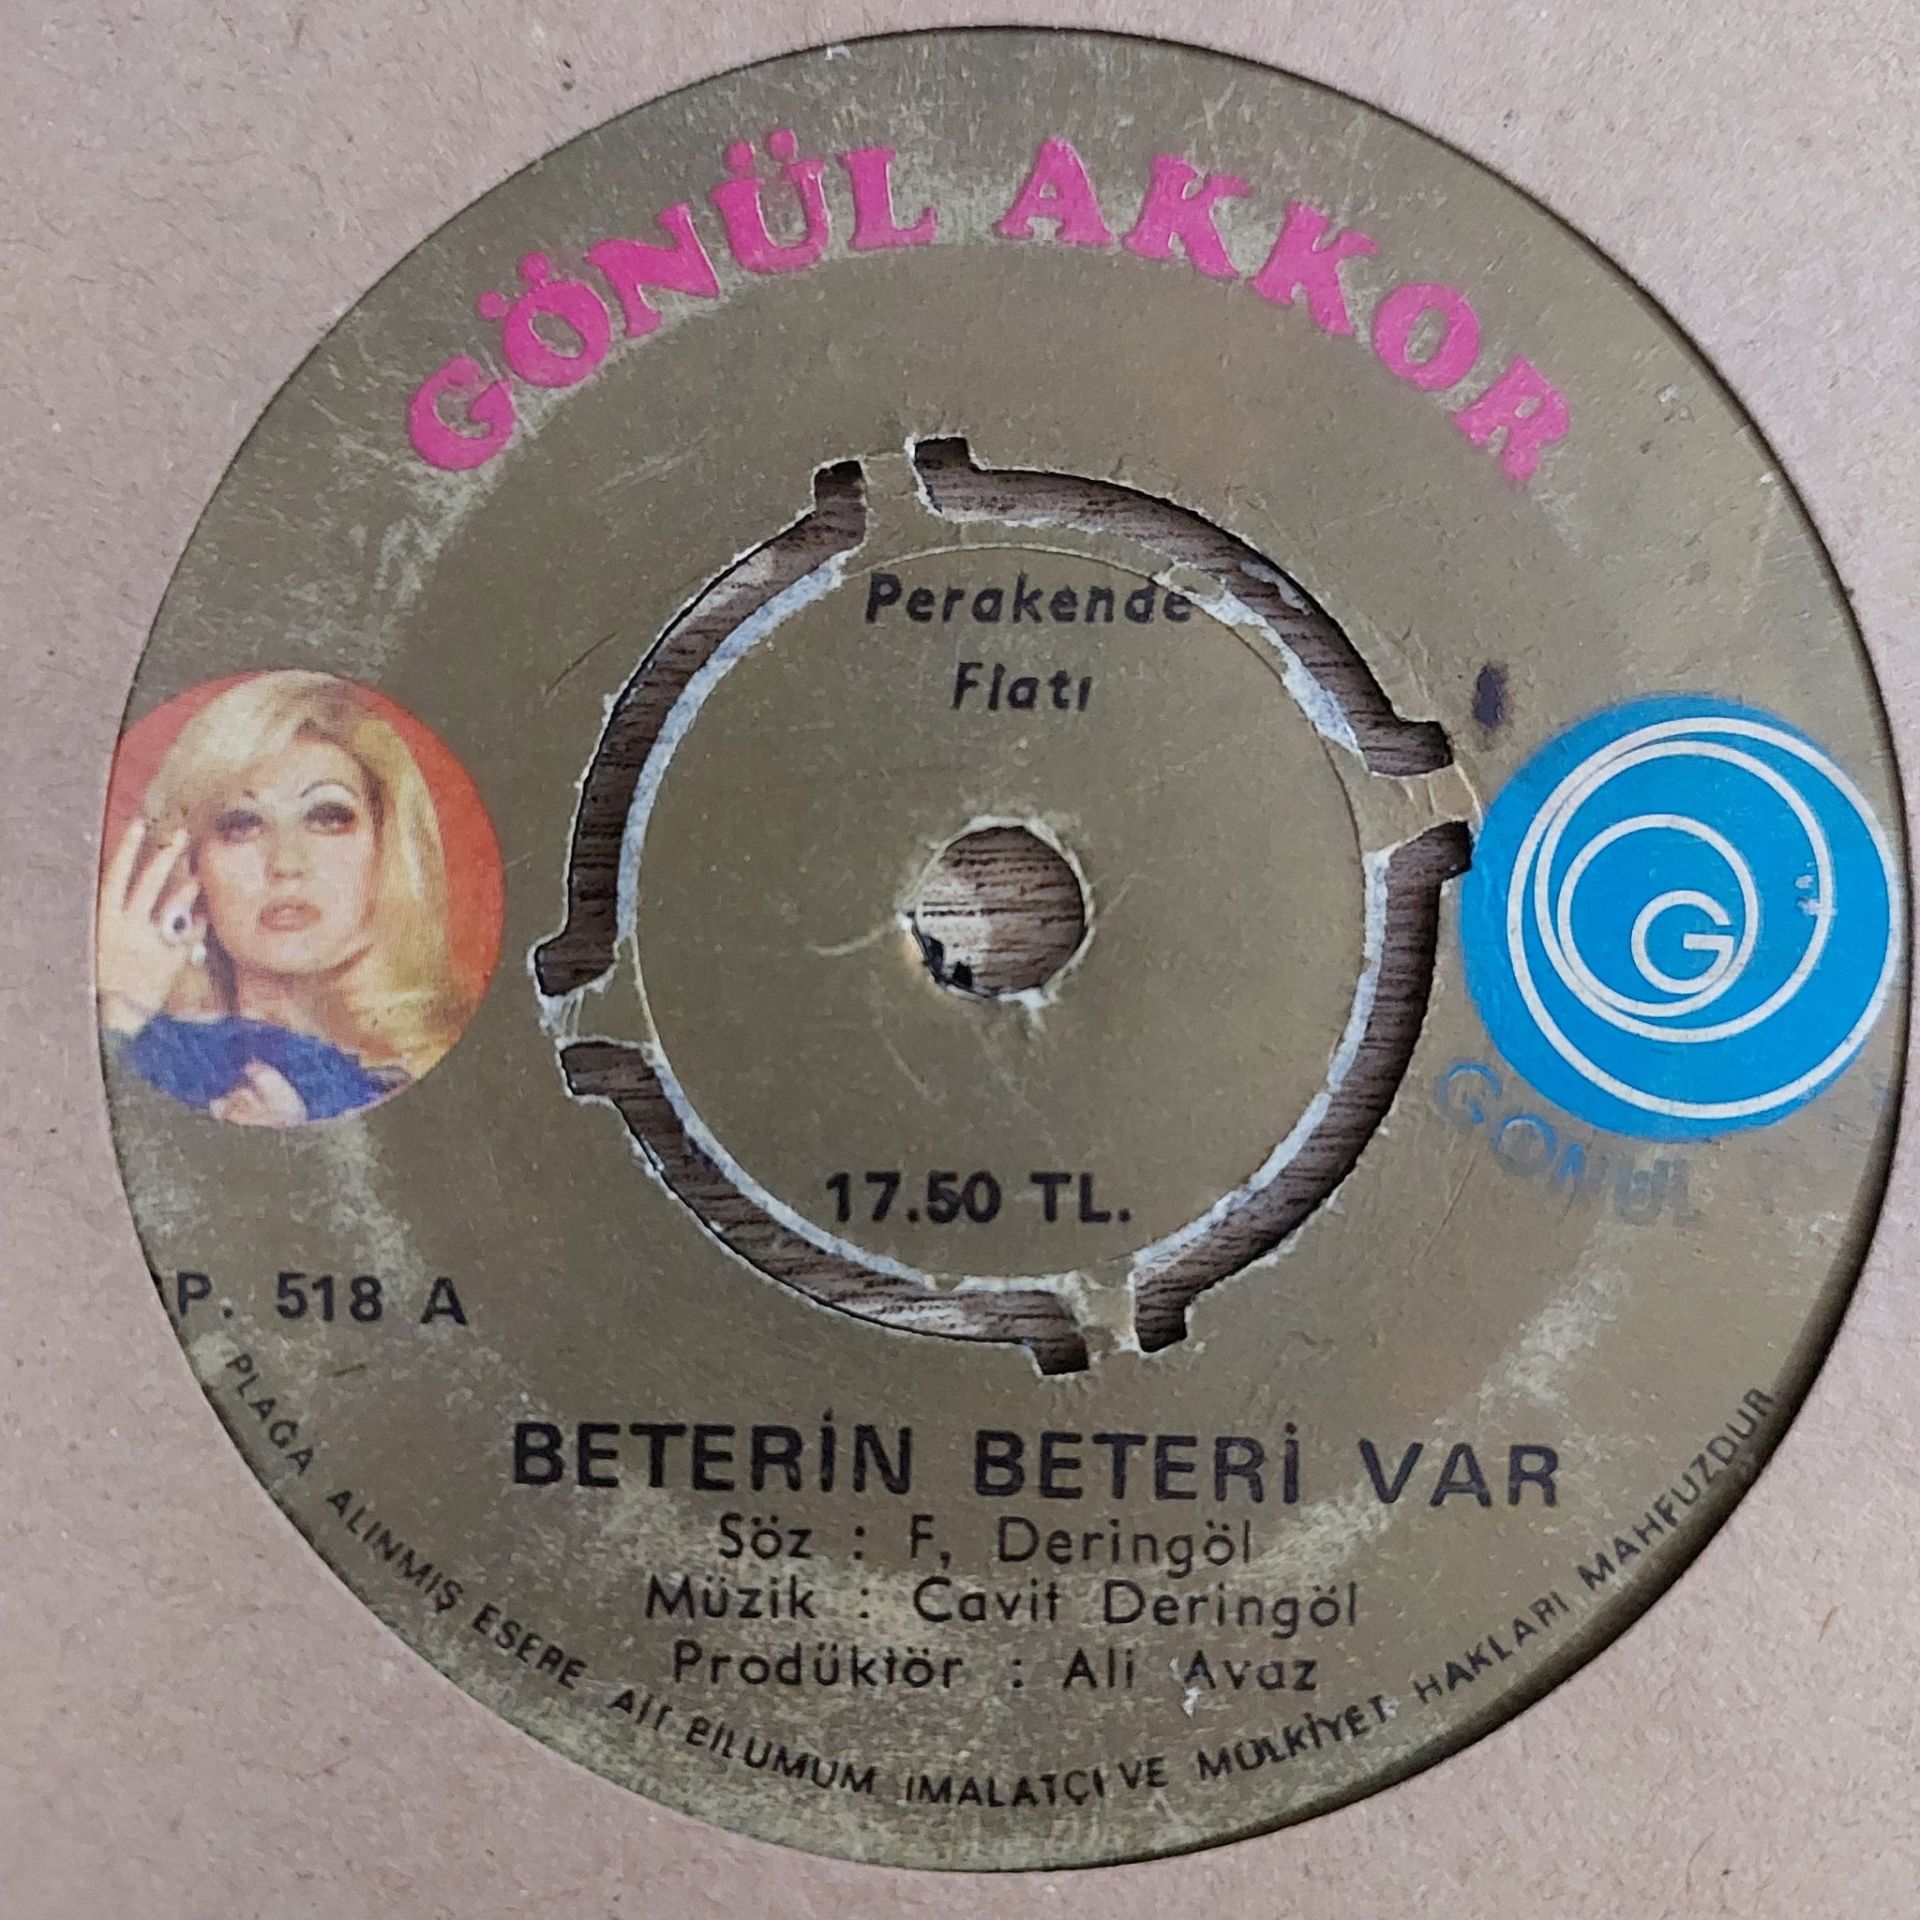 GÖNÜL AKKOR
Perakende
Fiatı
G
GÖNÜL
17.50 TL.
P. 518 A
BETERİN BETERİ VAR
Söz : F. Deringöl
Müzik : Cavit Deringöl
Prodüktör : Ali Avaz
PLAĞA ALINMIŞ ESERE AİT BİLUMUM İMALATÇI VE MÜLKİYET HAKLARI MAHFUZDUR